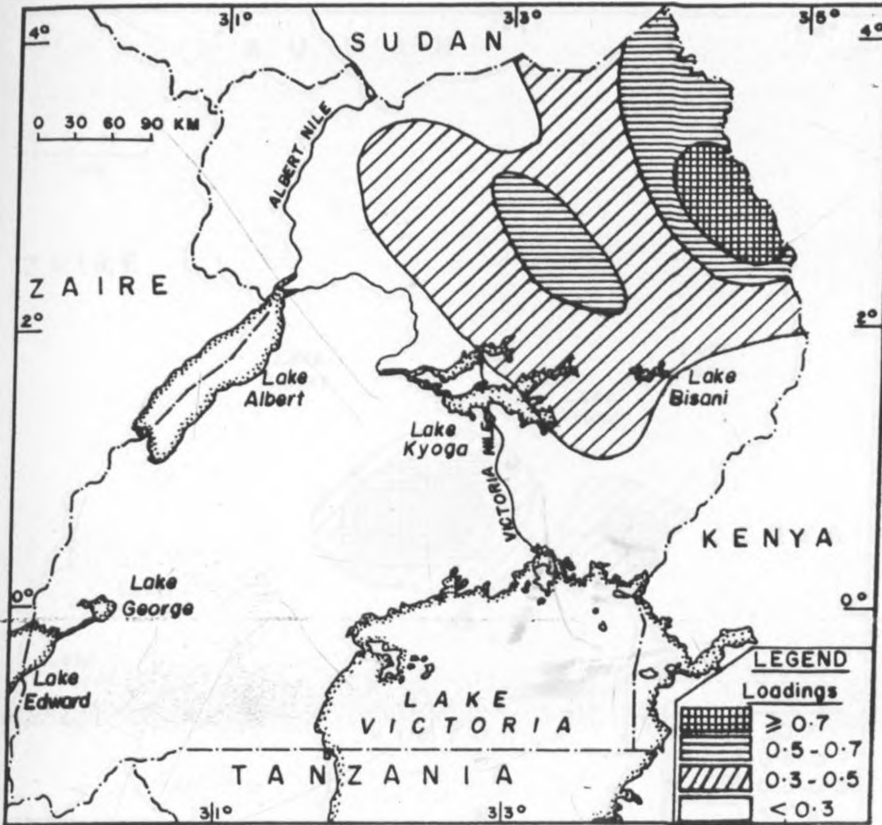 31° 33° 35°
4° 4°
SUDAN
0 30 60 90 KM
ALBERT NILE
ZAIRE
2° 2°
Lake
Albert
Lake
Bisani
Lake
Kyoga
VICTORIA NILE
KENYA
Lake
George
0° 0°
Lake
Edward
LAKE
VICTORIA
TANZANIA
31° 33°
LEGEND
Loadings
≥ 0·7
0·5-0·7
0·3-0·5
< 0·3